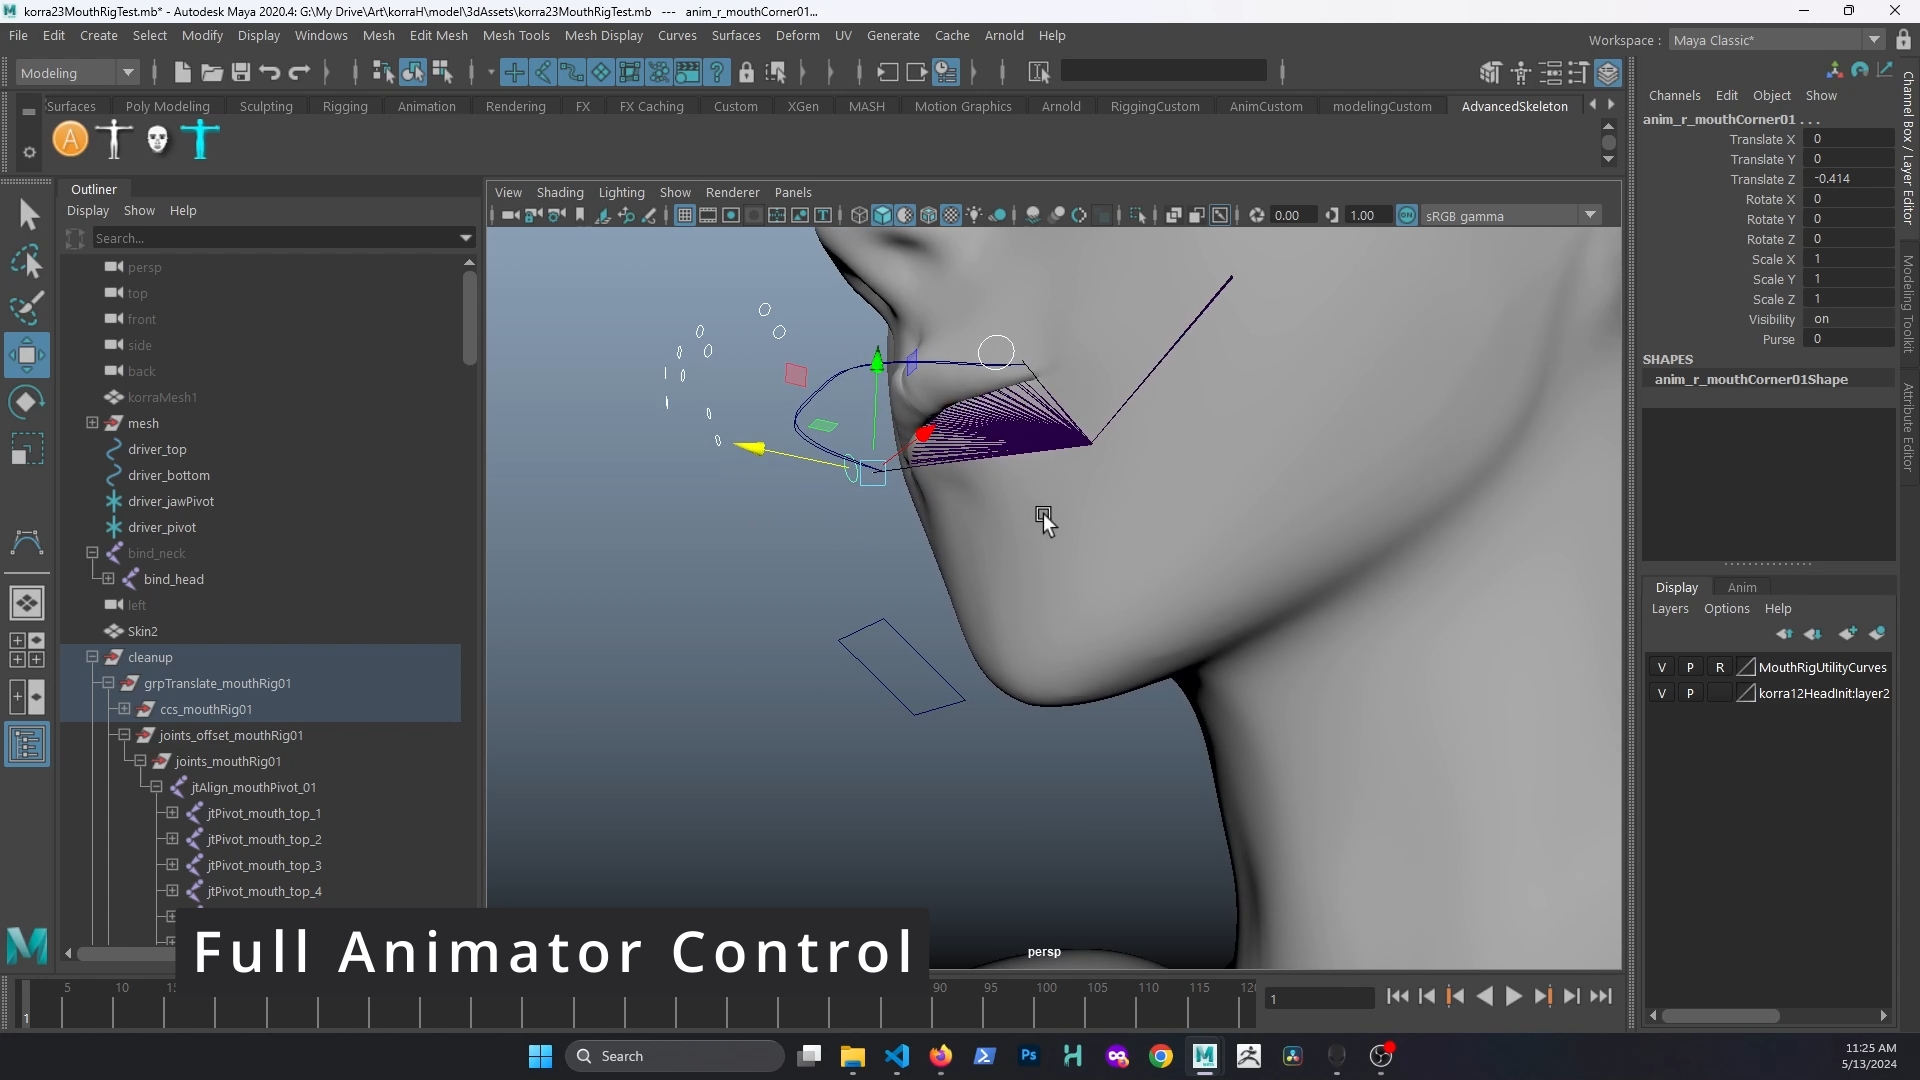 korra23MouthRigTest.mb* - Autodesk Maya 2020.4: G:\My Drive\Art\korraH\model\3dAssets\korra23MouthRigTest.mb --- anim_r_mouthCorner01...
File Edit Create Select Modify Display Windows Mesh Edit Mesh Mesh Tools Mesh Display Curves Surfaces Deform UV Generate Cache Arnold Help
Workspace : Maya Classic*
Modeling
Surfaces Poly Modeling Sculpting Rigging Animation Rendering FX FX Caching Custom XGen MASH Motion Graphics Arnold RiggingCustom AnimCustom modelingCustom AdvancedSkeleton
A
Outliner
Display Show Help
Search...
persp
top
front
side
back
korraMesh1
mesh
driver_top
driver_bottom
driver_jawPivot
driver_pivot
bind_neck
bind_head
left
Skin2
cleanup
grpTranslate_mouthRig01
ccs_mouthRig01
joints_offset_mouthRig01
joints_mouthRig01
jtAlign_mouthPivot_01
jtPivot_mouth_top_1
jtPivot_mouth_top_2
jtPivot_mouth_top_3
jtPivot_mouth_top_4
View Shading Lighting Show Renderer Panels
0.00 1.00 ON sRGB gamma
persp
Full Animator Control
Channels Edit Object Show
anim_r_mouthCorner01 . . .
Translate X 0
Translate Y 0
Translate Z -0.414
Rotate X 0
Rotate Y 0
Rotate Z 0
Scale X 1
Scale Y 1
Scale Z 1
Visibility on
Purse 0
SHAPES
anim_r_mouthCorner01Shape
Display Anim
Layers Options Help
V P R MouthRigUtilityCurves
V P korra12HeadInit:layer2
Channel Box / Layer Editor
Modeling Toolkit
Attribute Editor
5 10 90 95 100 105 110 115
1
1
Search
Ps
11:25 AM
5/13/2024